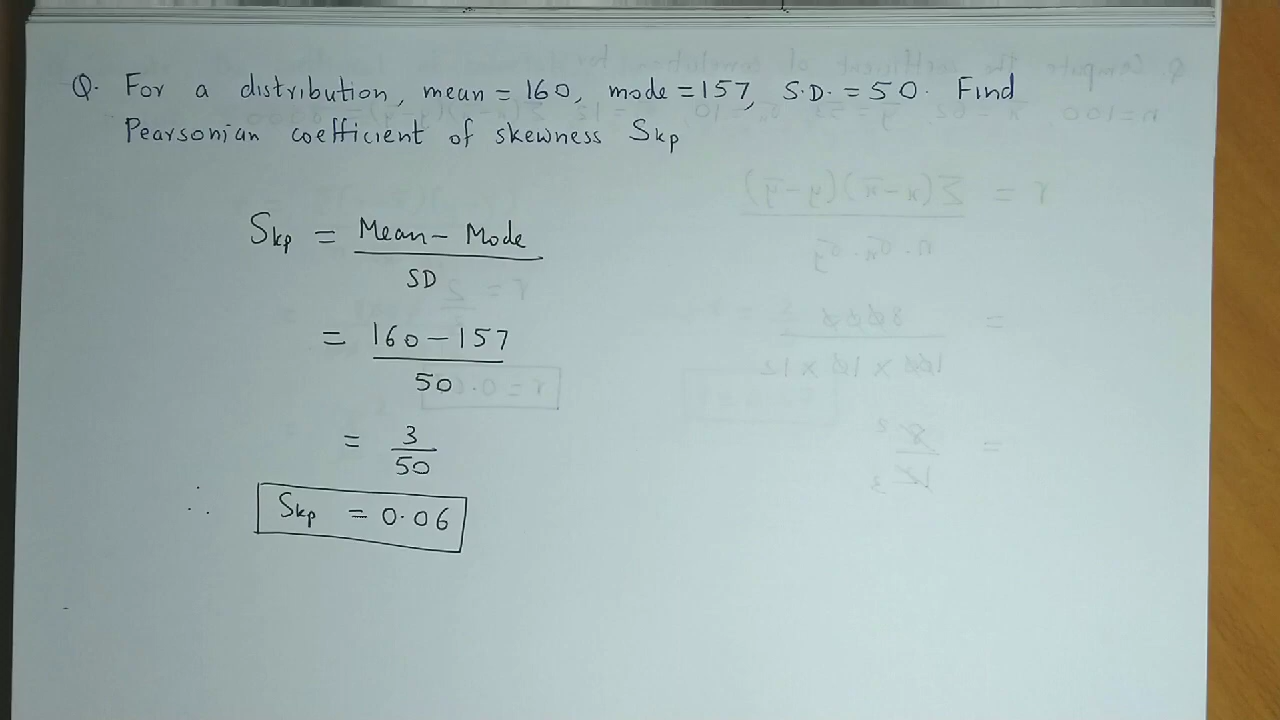 Q. For a distribution, mean = 160, mode = 157, S.D. = 50. Find
Pearsonian coefficient of skewness Skp
Skp = Mean - Mode
SD
= 160 - 157
50
= 3
50
∴ Skp = 0.06